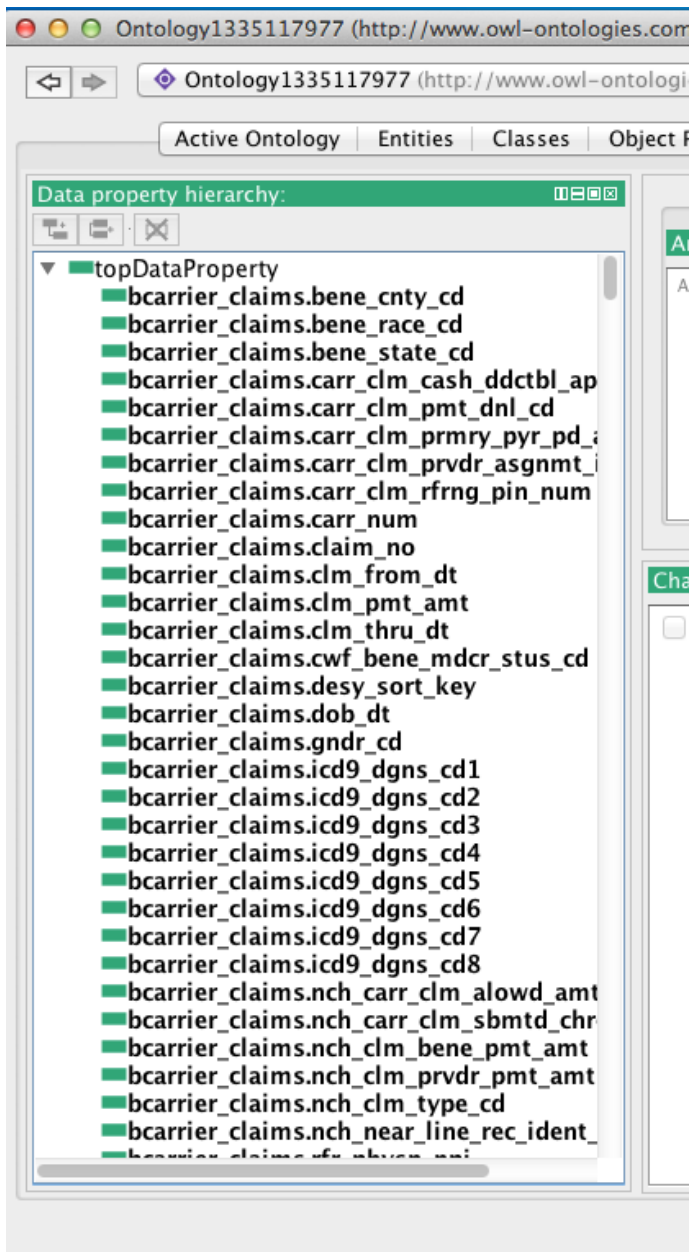 Ontology1335117977 (http://www.owl-ontologies.com
Ontology1335117977 (http://www.owl-ontologi
Active Ontology Entities Classes Object
Data property hierarchy:
topDataProperty
bcarrier_claims.bene_cnty_cd
bcarrier_claims.bene_race_cd
bcarrier_claims.bene_state_cd
bcarrier_claims.carr_clm_cash_ddctbl_ap
bcarrier_claims.carr_clm_pmt_dnl_cd
bcarrier_claims.carr_clm_prmry_pyr_pd_a
bcarrier_claims.carr_clm_prvdr_asgnmt_i
bcarrier_claims.carr_clm_rfrng_pin_num
bcarrier_claims.carr_num
bcarrier_claims.claim_no
bcarrier_claims.clm_from_dt
bcarrier_claims.clm_pmt_amt
bcarrier_claims.clm_thru_dt
bcarrier_claims.cwf_bene_mdcr_stus_cd
bcarrier_claims.desy_sort_key
bcarrier_claims.dob_dt
bcarrier_claims.gndr_cd
bcarrier_claims.icd9_dgns_cd1
bcarrier_claims.icd9_dgns_cd2
bcarrier_claims.icd9_dgns_cd3
bcarrier_claims.icd9_dgns_cd4
bcarrier_claims.icd9_dgns_cd5
bcarrier_claims.icd9_dgns_cd6
bcarrier_claims.icd9_dgns_cd7
bcarrier_claims.icd9_dgns_cd8
bcarrier_claims.nch_carr_clm_alowd_amt
bcarrier_claims.nch_carr_clm_sbmtd_chr
bcarrier_claims.nch_clm_bene_pmt_amt
bcarrier_claims.nch_clm_prvdr_pmt_amt
bcarrier_claims.nch_clm_type_cd
bcarrier_claims.nch_near_line_rec_ident_
Cha